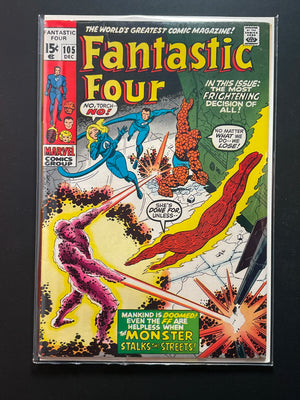 THE WORLD'S GREATEST COMIC MAGAZINE!
FANTASTIC
FOUR
15¢
105
DEC
MARVEL
COMICS
GROUP
Fantastic
Four
IN THIS ISSUE:
THE MOST
FRIGHTENING
DECISION OF
ALL!
NO, TORCH-
NO!
NO MATTER
WHAT WE
DO--WE
LOSE!
SHE'S
DONE FOR,
UNLESS--
MANKIND IS DOOMED!
EVEN THE FF ARE
HELPLESS WHEN
THE MONSTER
STALKS THE STREETS!